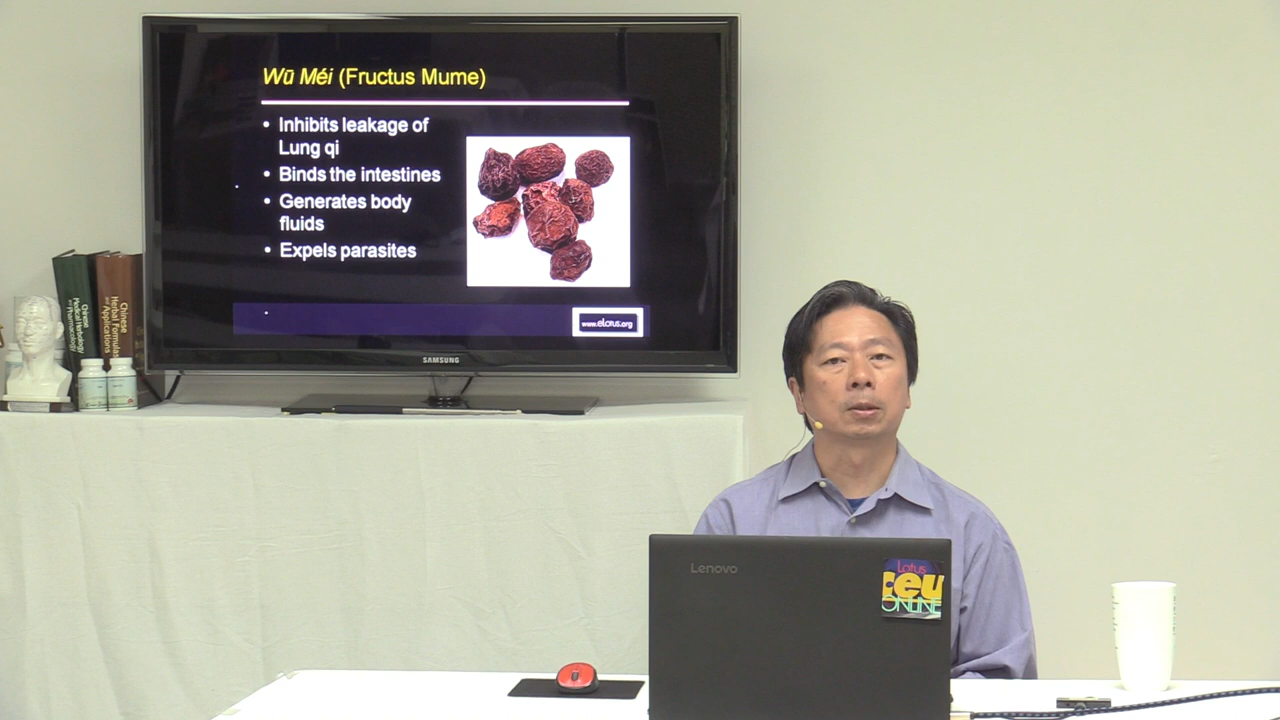 Wū Méi (Fructus Mume)
• Inhibits leakage of
Lung qi
• Binds the intestines
• Generates body
fluids
• Expels parasites
www.eLotus.org
SAMSUNG
Chinese
Medical Herbology
and Pharmacology
Chinese
Herbal Formulas
and Applications
Lenovo
Lotus
ceu
ONLINE